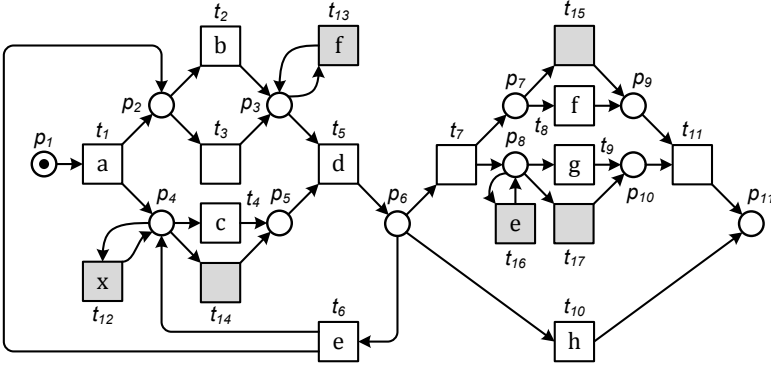 t2 t13 t15
b f
p2 p3 p7 p9
t1 t3 t5 t7 t8 f t11
p1 p8 t9
a d g
p4 t4 p5 p6 p10 p11
c e
x t16 t17
t12 t14 t6 t10
e h